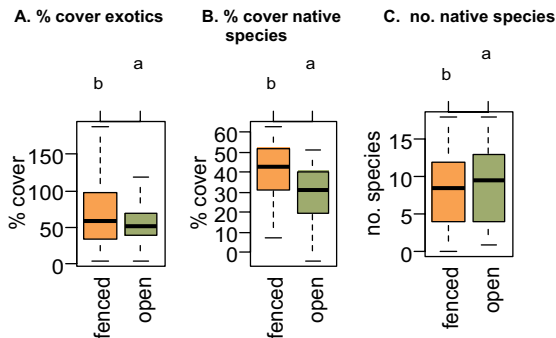 A. % cover exotics
B. % cover native
species
C. no. native species
b
a
b
a
b
a
% cover
150
100
50
0
fenced
open
% cover
60
50
40
30
20
10
0
fenced
open
no. species
15
10
5
0
fenced
open